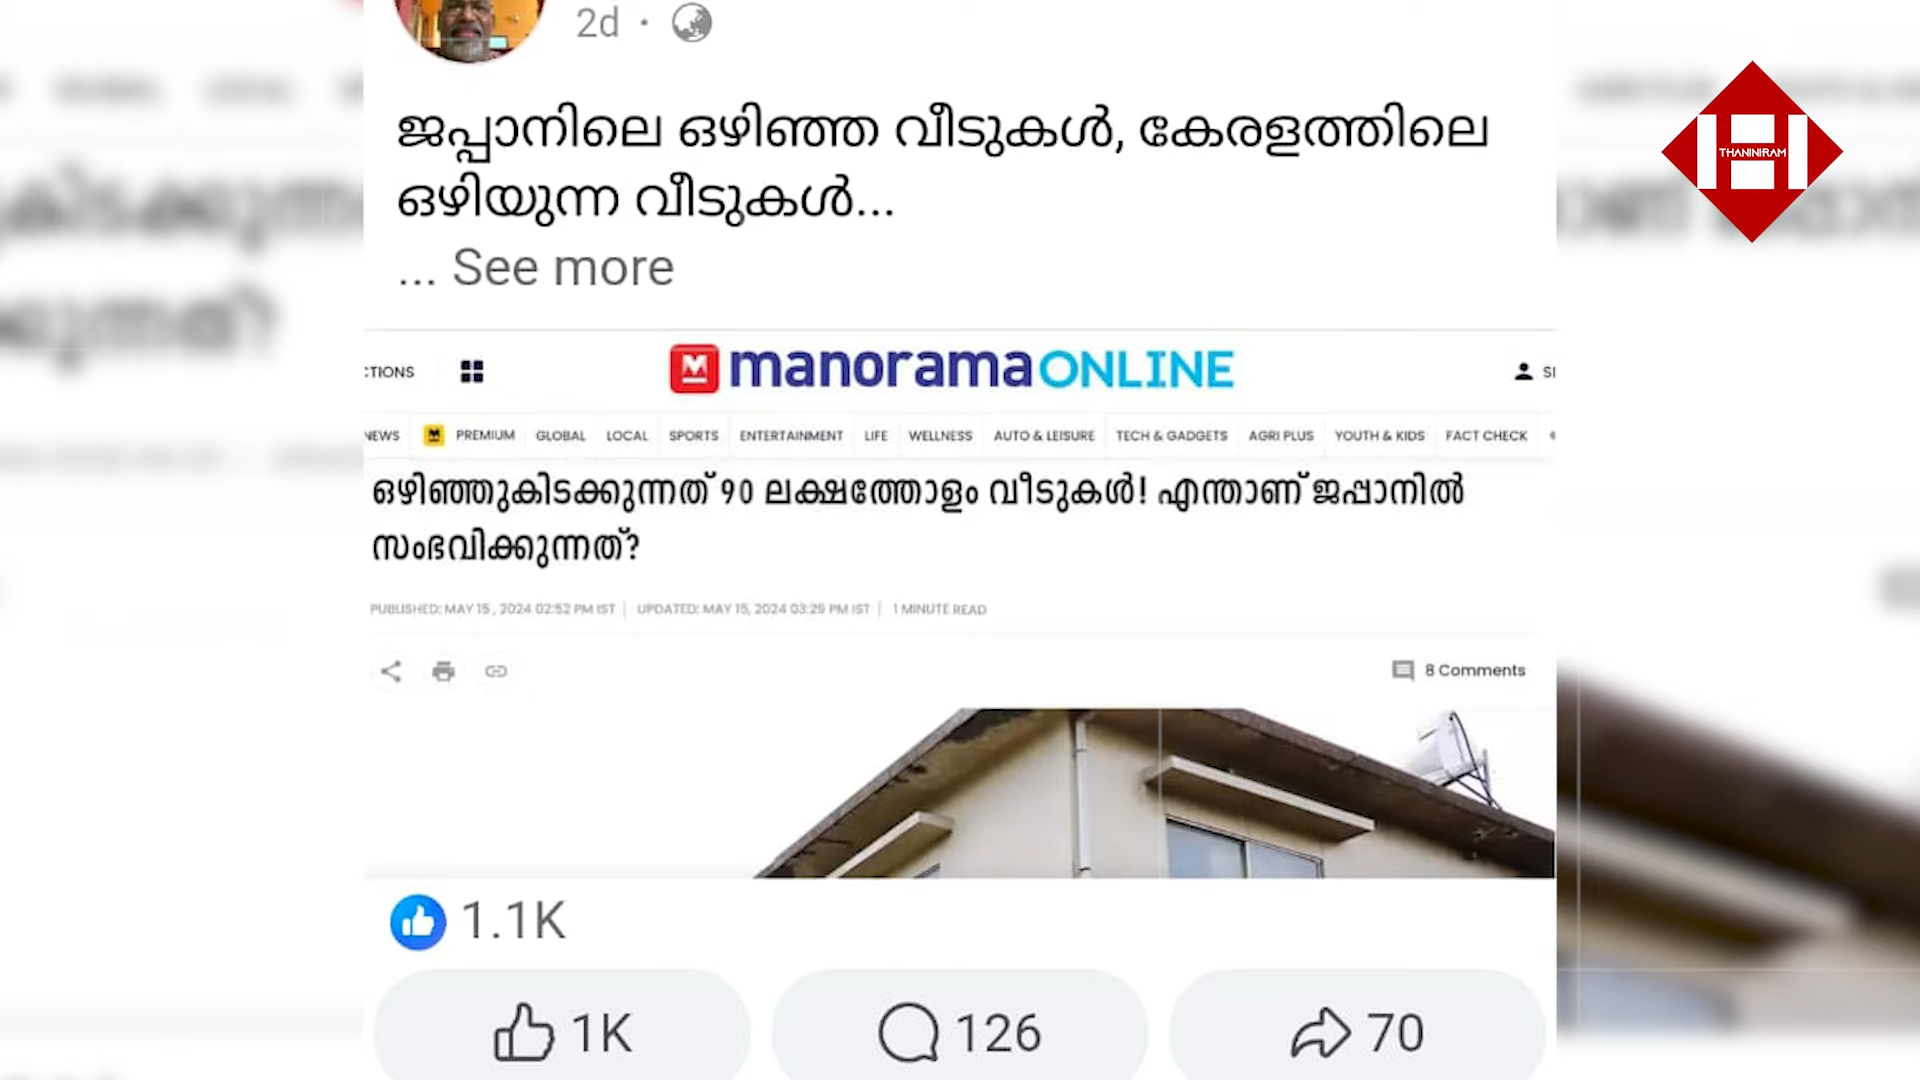 2d ·
THANINIRAM
ജപ്പാനിലെ ഒഴിഞ്ഞ വീടുകൾ, കേരളത്തിലെ
ഒഴിയുന്ന വീടുകൾ...
... See more
CTIONS
manoramaONLINE
NEWS PREMIUM GLOBAL LOCAL SPORTS ENTERTAINMENT LIFE WELLNESS AUTO & LEISURE TECH & GADGETS AGRI PLUS YOUTH & KIDS FACT CHECK
ഒഴിഞ്ഞുകിടക്കുന്നത് 90 ലക്ഷത്തോളം വീടുകൾ! എന്താണ് ജപ്പാനിൽ
സംഭവിക്കുന്നത്?
PUBLISHED: MAY 15 , 2024 02:52 PM IST | UPDATED: MAY 15, 2024 03:29 PM IST | 1 MINUTE READ
8 Comments
1.1K
1K 126 70